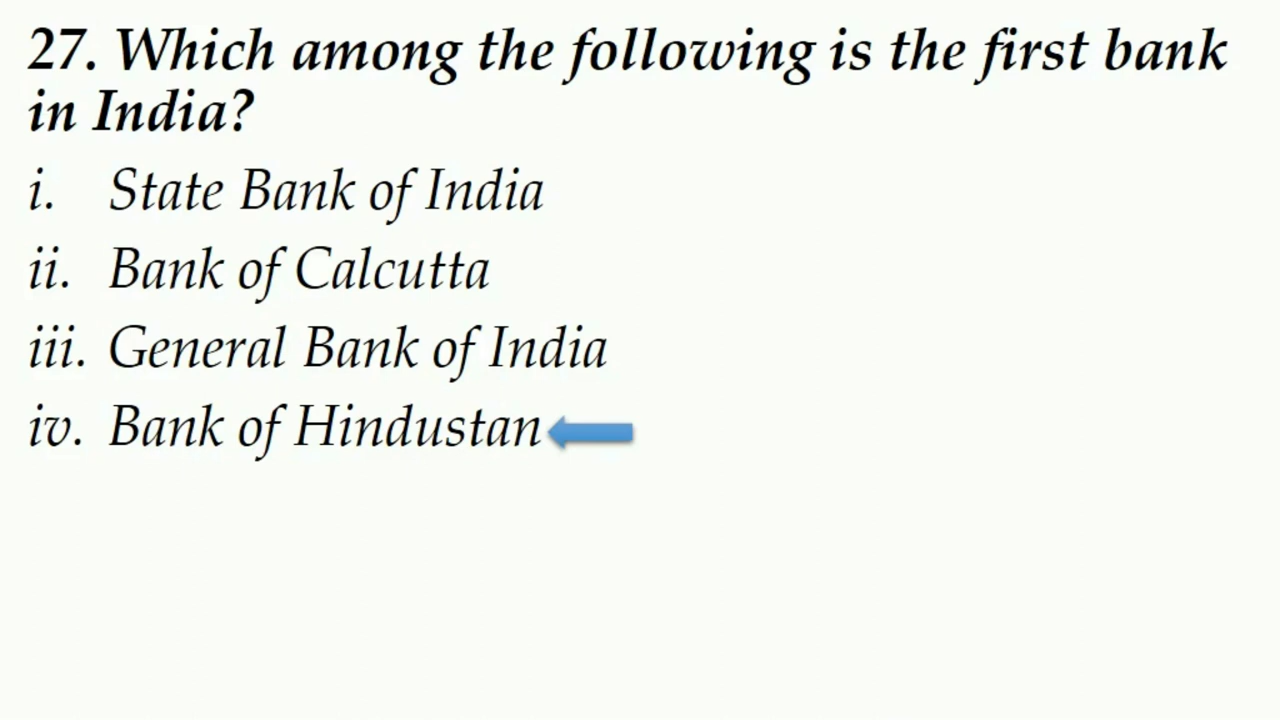 27. Which among the following is the first bank
in India?
i. State Bank of India
ii. Bank of Calcutta
iii. General Bank of India
iv. Bank of Hindustan